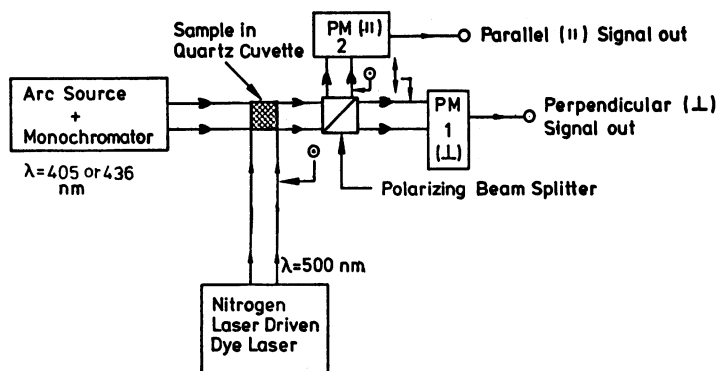 Sample in
Quartz Cuvette
PM (||)
2
Parallel (||) Signal out
Arc Source
+
Monochromator
λ=405 or 436
nm
PM
1
(⊥)
Perpendicular (⊥)
Signal out
Polarizing Beam Splitter
λ=500 nm
Nitrogen
Laser Driven
Dye Laser